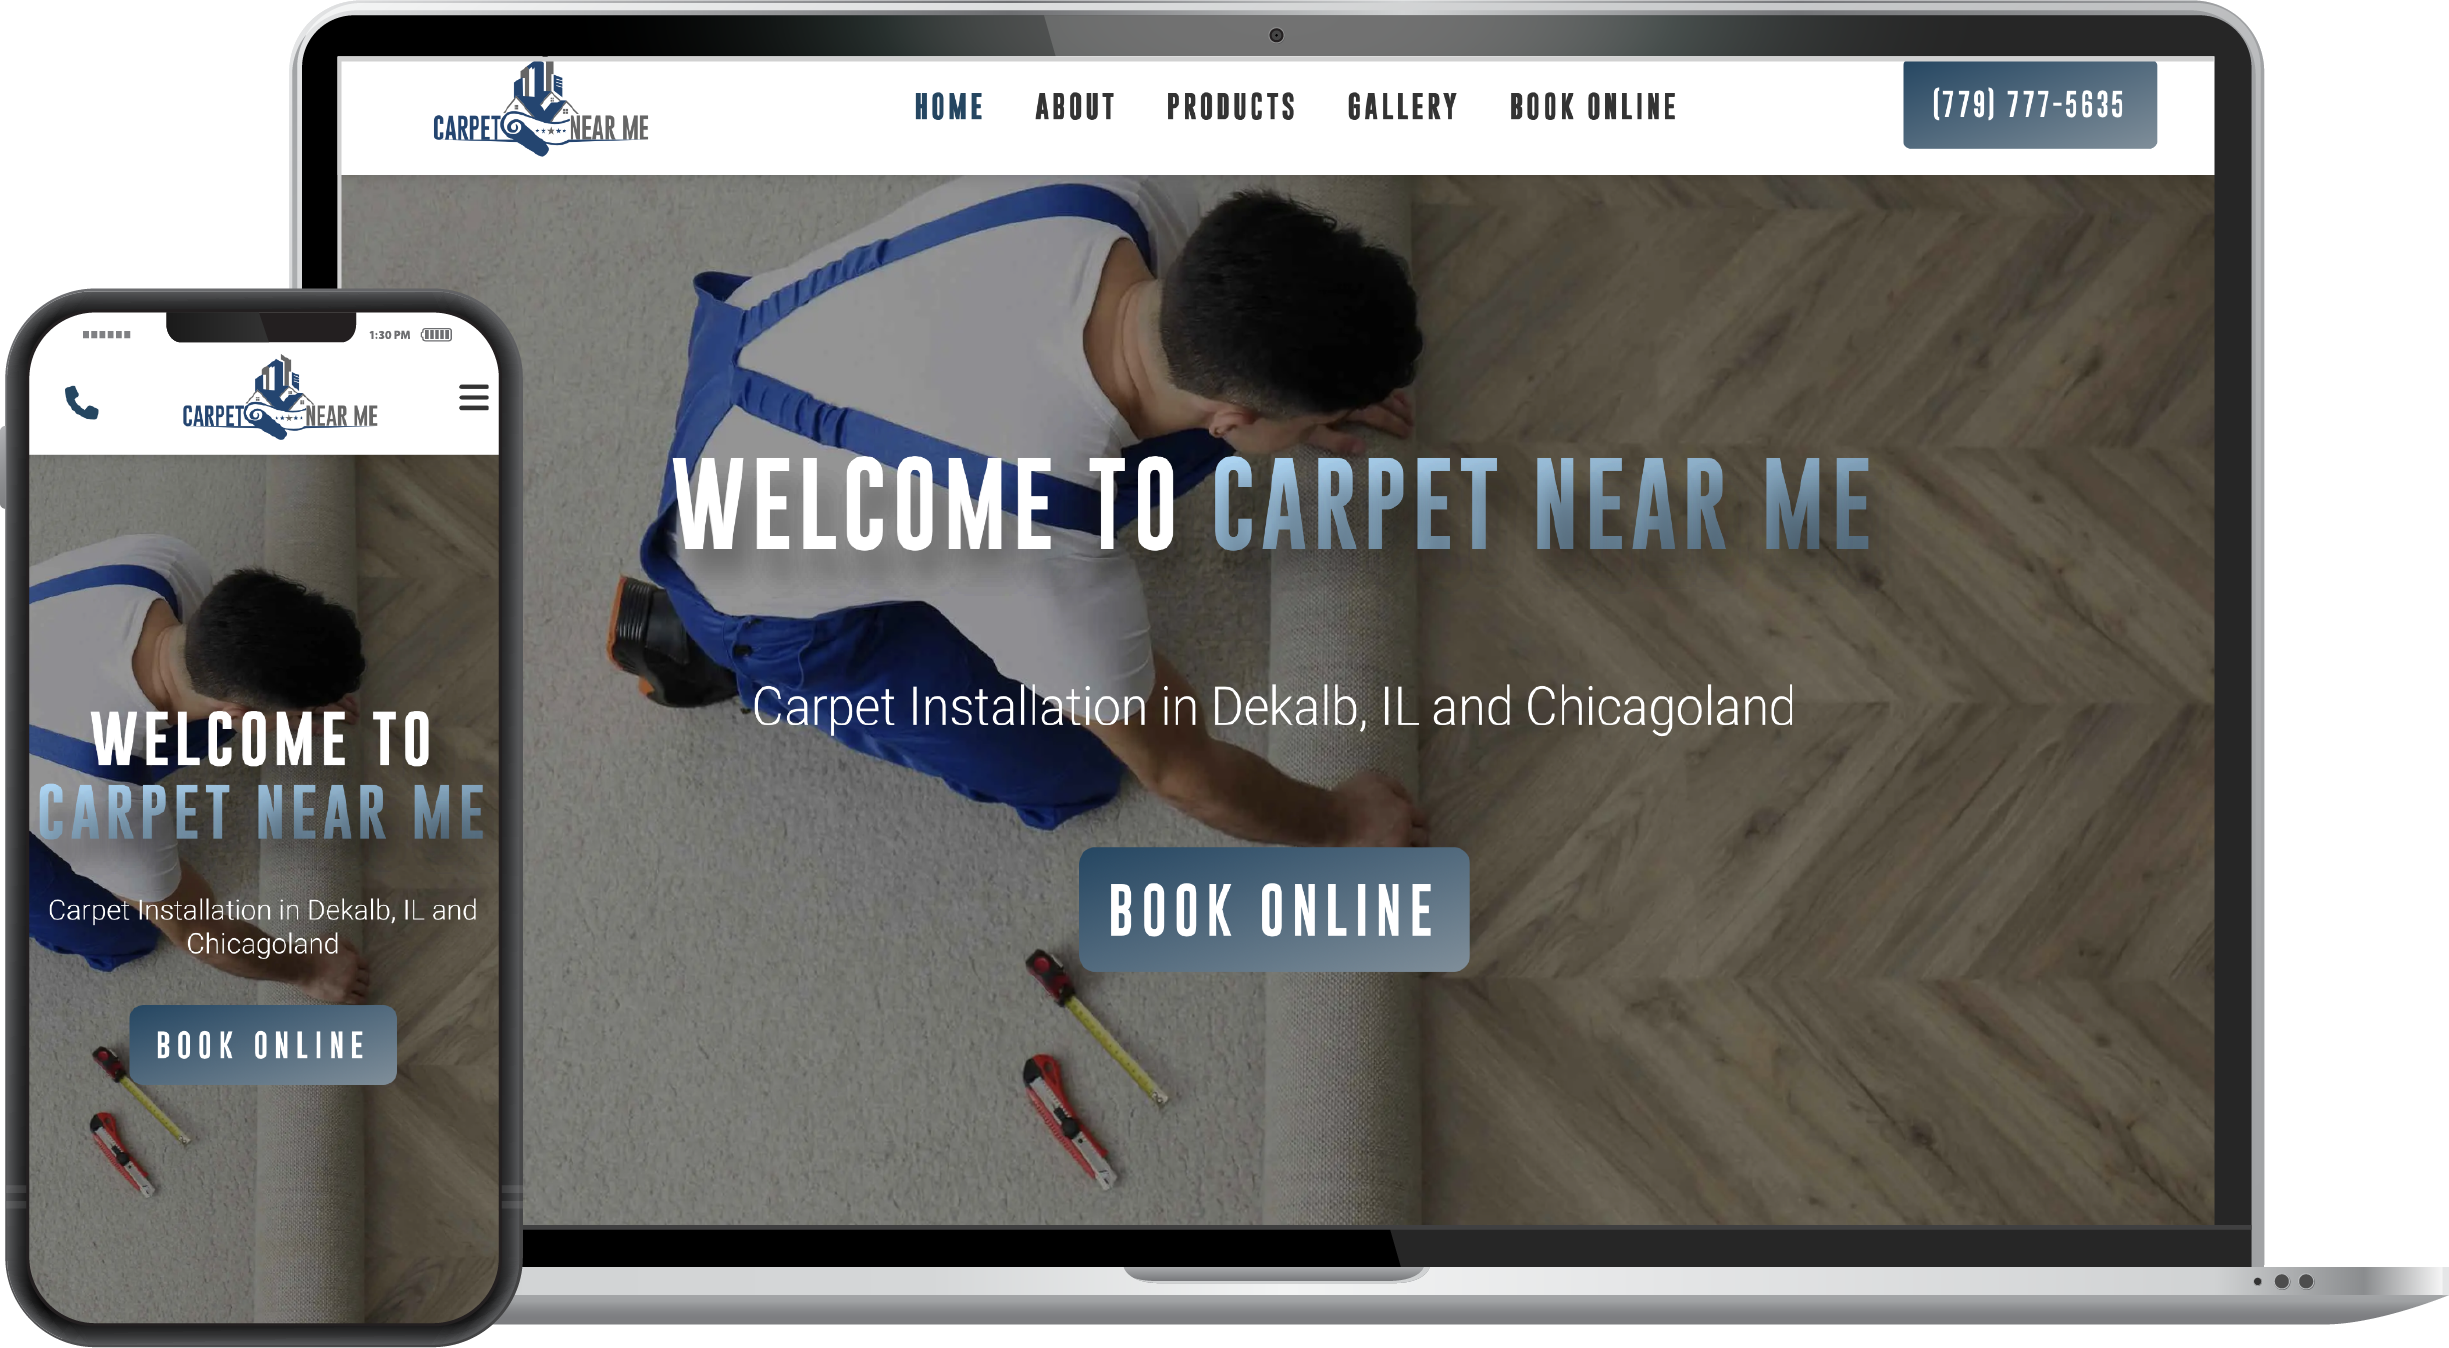 CARPET NEAR ME
HOME ABOUT PRODUCTS GALLERY BOOK ONLINE
(779) 777-5635
WELCOME TO CARPET NEAR ME
Carpet Installation in Dekalb, IL and Chicagoland
BOOK ONLINE
1:30 PM
CARPET NEAR ME
WELCOME TO
CARPET NEAR ME
Carpet Installation in Dekalb, IL and
Chicagoland
BOOK ONLINE